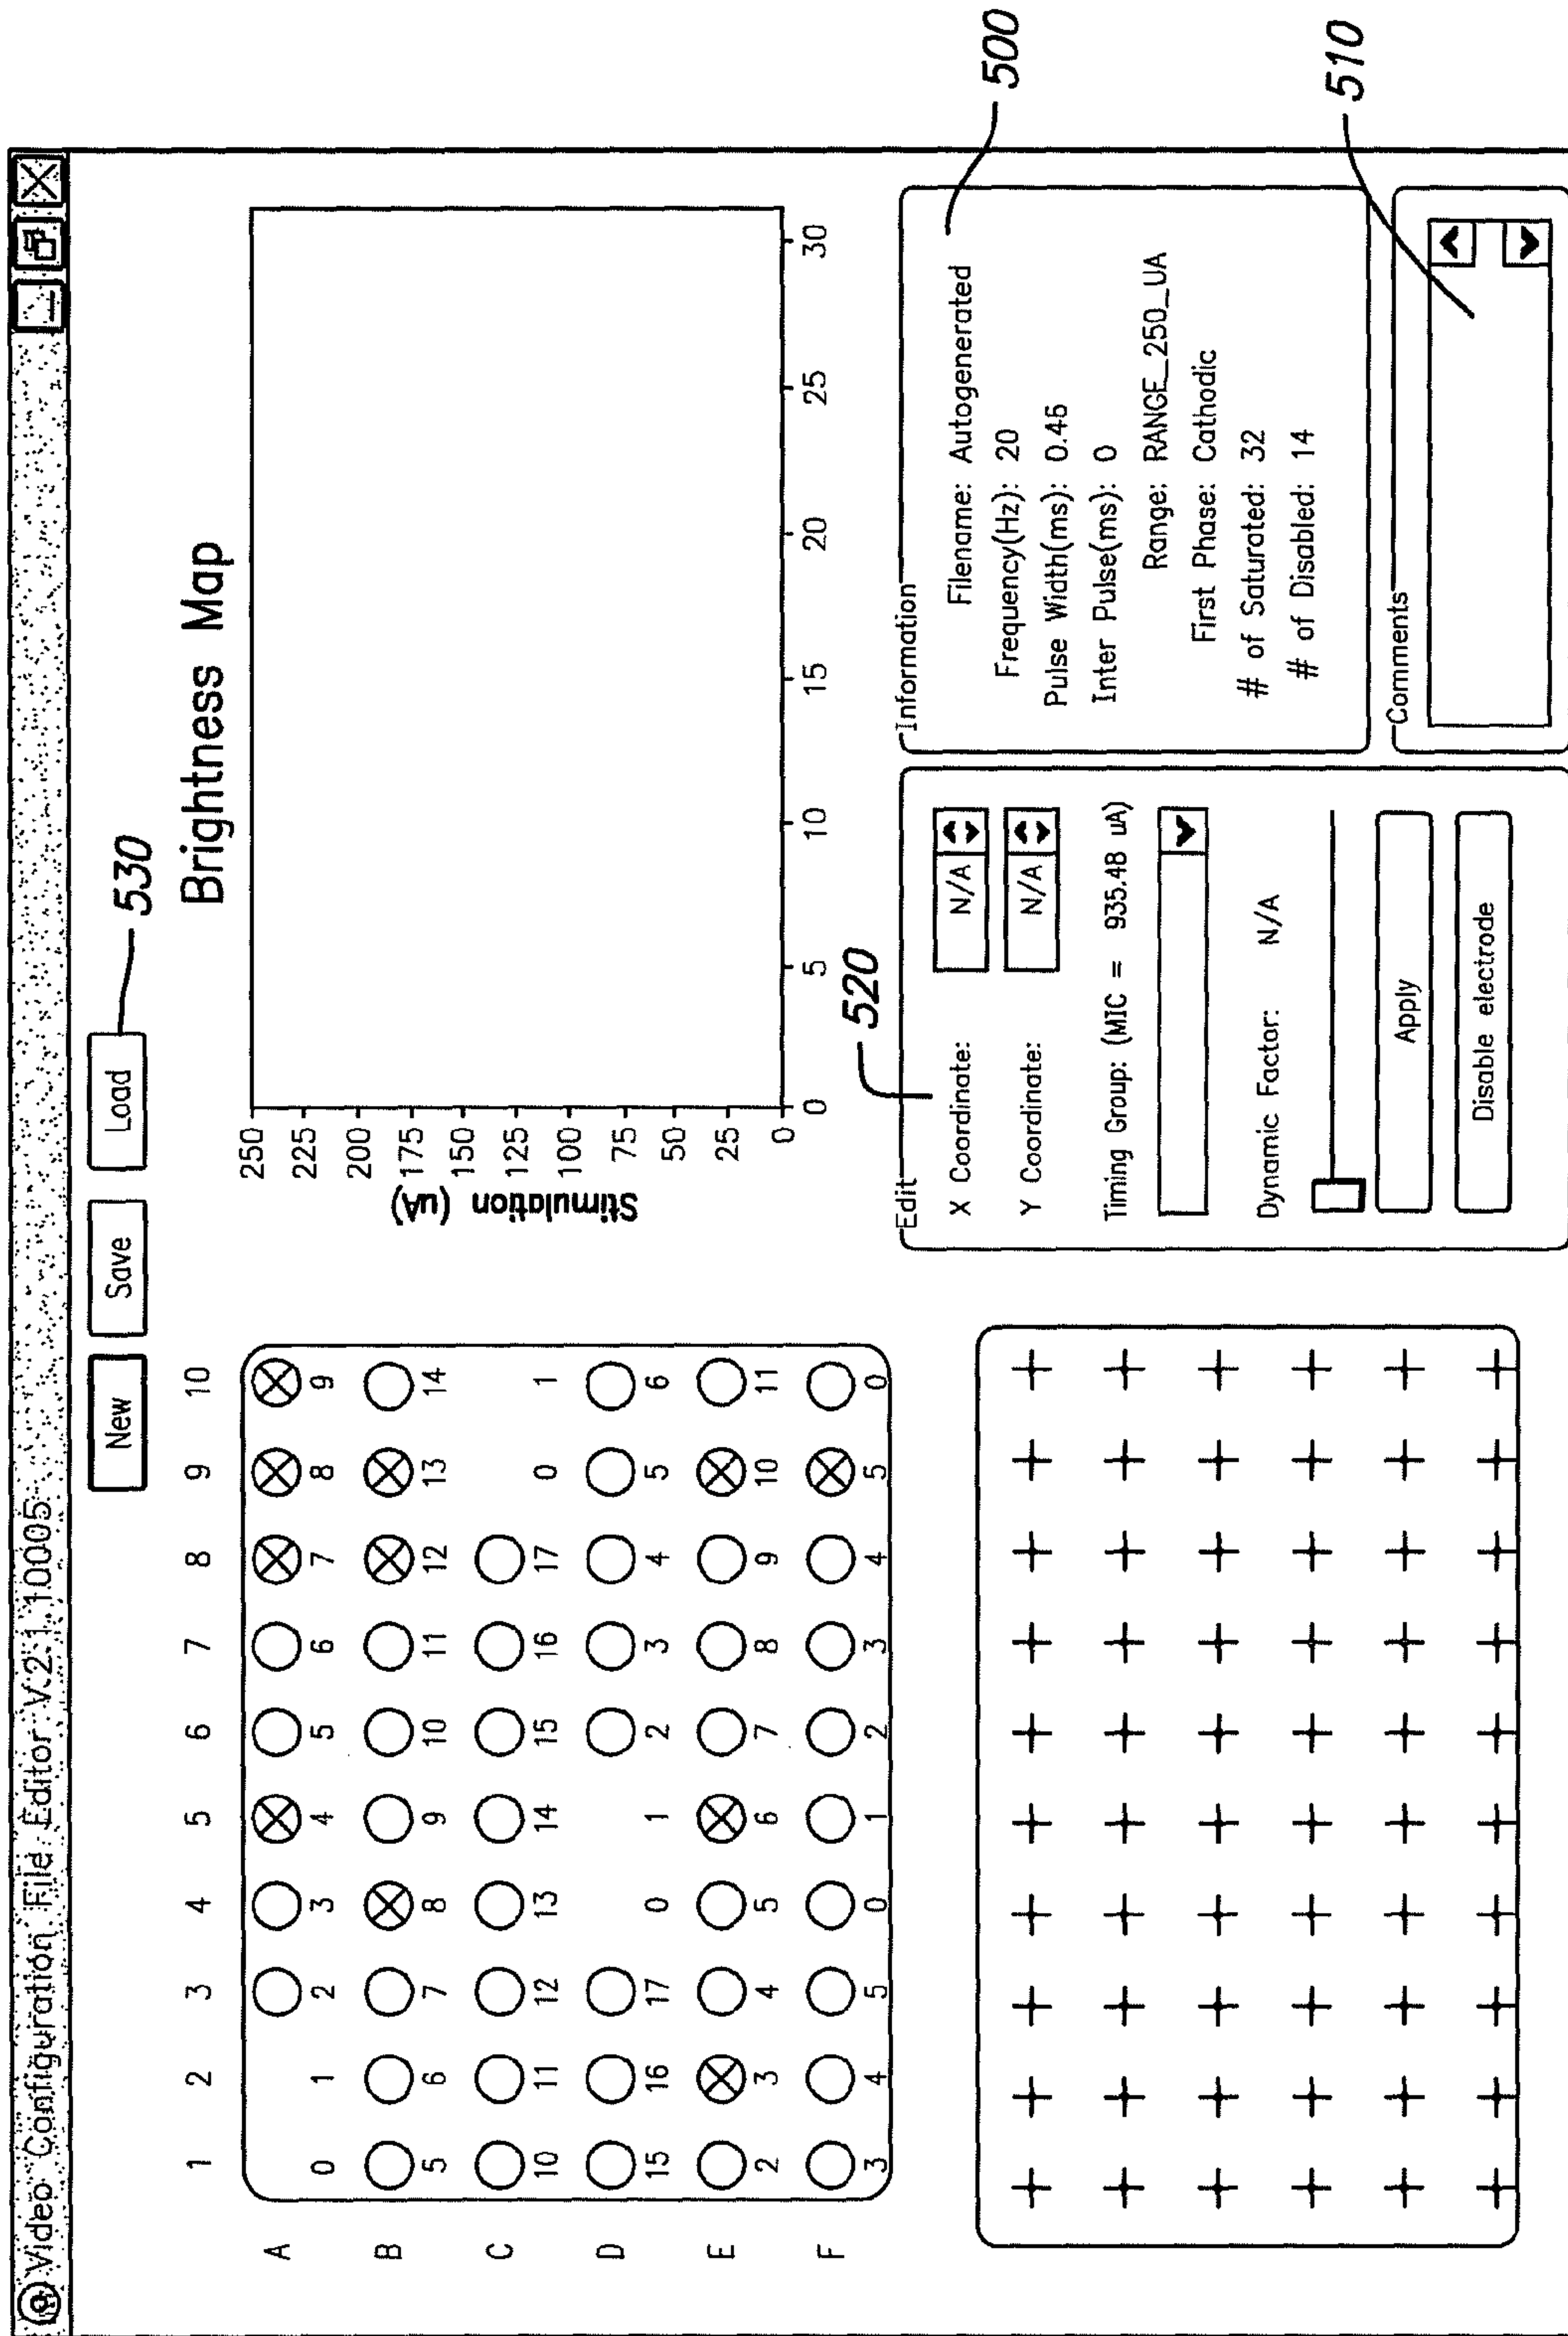 Video Configuration File Editor V.2.1.10005
New Save Load
530
1 2 3 4 5 6 7 8 9 10
A
0 1 2 3 4 5 6 7 8 9
B
5 6 7 8 9 10 11 12 13 14
C
10 11 12 13 14 15 16 17 0 1
D
15 16 17 0 1 2 3 4 5 6
E
2 3 4 5 6 7 8 9 10 11
F
3 4 5 0 1 2 3 4 5 0
Brightness Map
Stimulation (uA)
250
225
200
175
150
125
100
75
50
25
0
0 5 10 15 20 25 30
520
Edit
X Coordinate: N/A
Y Coordinate: N/A
Timing Group: (MIC = 935.48 uA)
Dynamic Factor: N/A
Apply
Disable electrode
Information
500
Filename: Autogenerated
Frequency(Hz): 20
Pulse Width(ms): 0.46
Inter Pulse(ms): 0
Range: RANGE_250_UA
First Phase: Cathodic
# of Saturated: 32
# of Disabled: 14
Comments
510